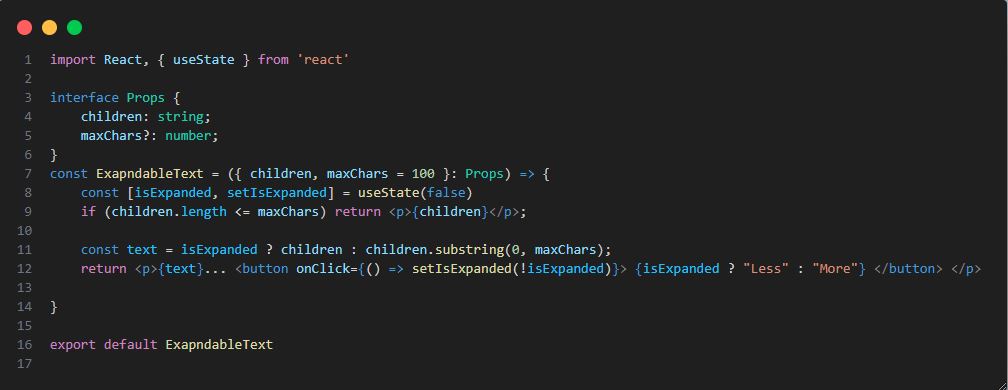 1 import React, { useState } from 'react'
2
3 interface Props {
4     children: string;
5     maxChars?: number;
6 }
7 const ExapndableText = ({ children, maxChars = 100 }: Props) => {
8     const [isExpanded, setIsExpanded] = useState(false)
9     if (children.length <= maxChars) return <p>{children}</p>;
10
11     const text = isExpanded ? children : children.substring(0, maxChars);
12     return <p>{text}... <button onClick={() => setIsExpanded(!isExpanded)}> {isExpanded ? "Less" : "More"} </button> </p>
13
14 }
15
16 export default ExapndableText
17